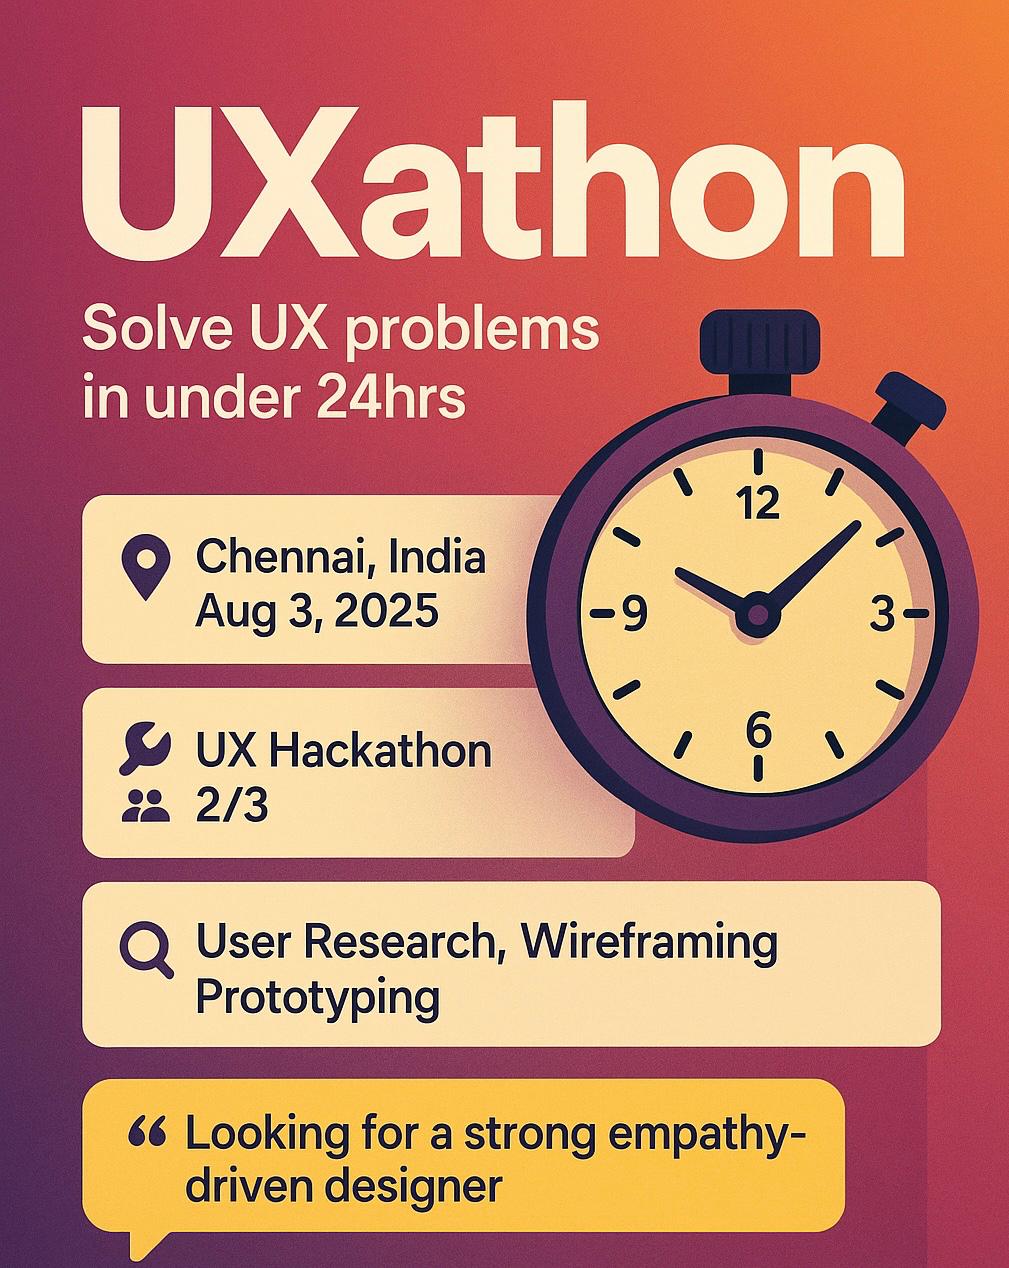 UXathon
Solve UX problems
in under 24hrs
Chennai, India
Aug 3, 2025
UX Hackathon
2/3
12
9
3
6
User Research, Wireframing
Prototyping
“ Looking for a strong empathy-
driven designer